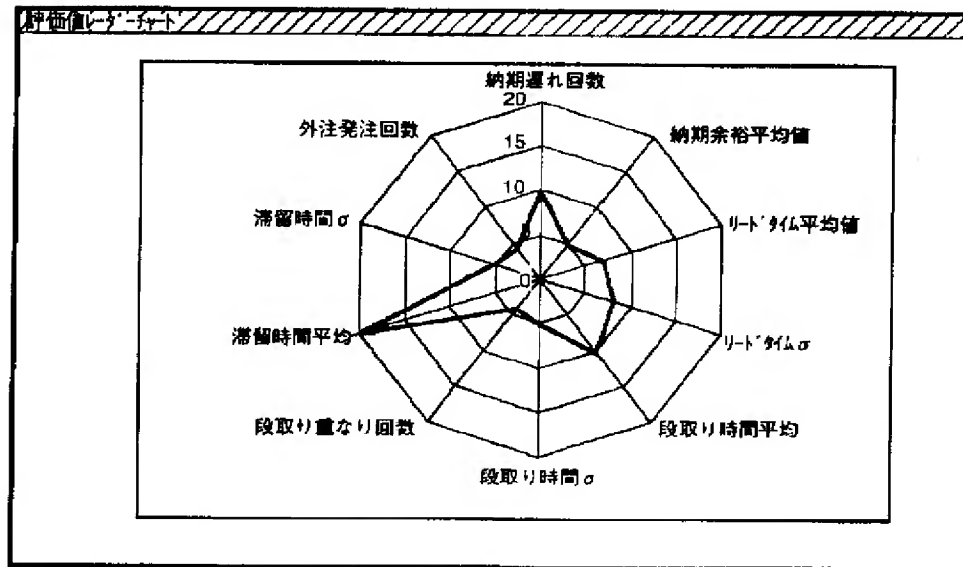 評価値ﾚｰﾀﾞｰﾁｬｰﾄ
納期遅れ回数
20
外注発注回数
納期余裕平均値
15
10
滞留時間σ
ﾘｰﾄﾞﾀｲﾑ平均値
0
滞留時間平均
ﾘｰﾄﾞﾀｲﾑσ
段取り重なり回数
段取り時間平均
段取り時間σ